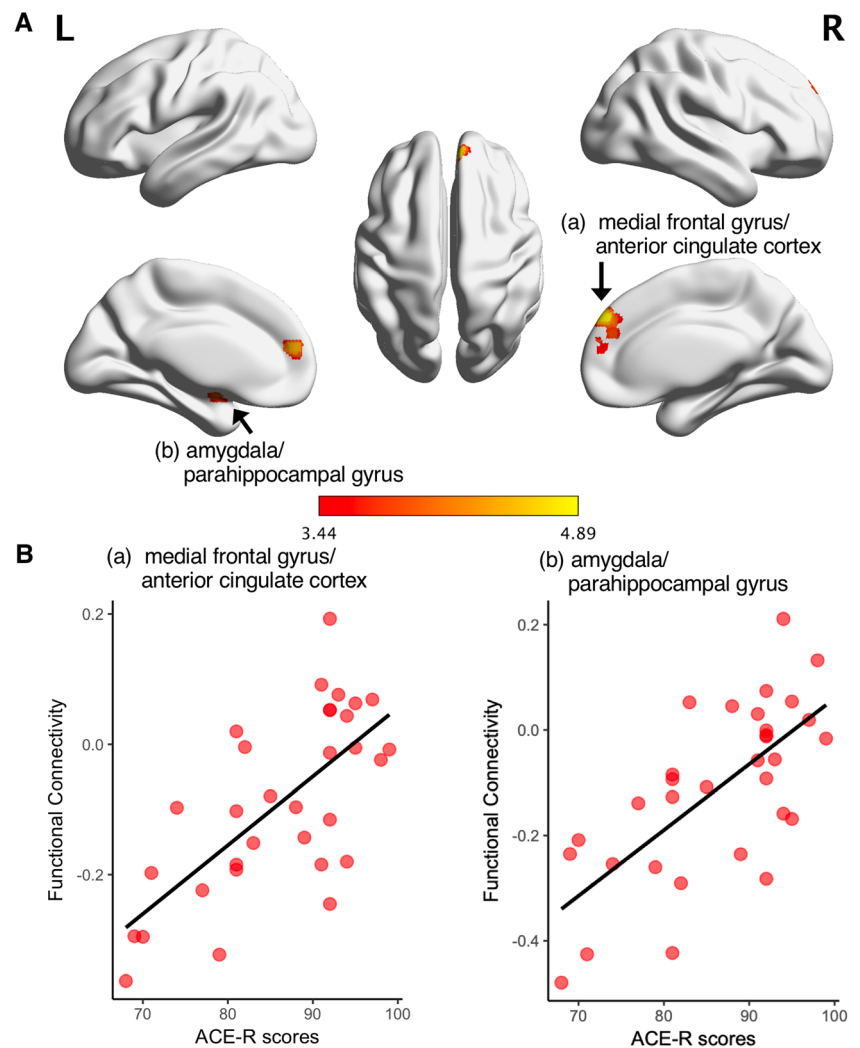 A L R
(a) medial frontal gyrus/
anterior cingulate cortex
(b) amygdala/
parahippocampal gyrus
3.44 4.89
B
(a) medial frontal gyrus/
anterior cingulate cortex
Functional Connectivity
0.2
0.0
-0.2
70 80 90 100
ACE-R scores
(b) amygdala/
parahippocampal gyrus
Functional Connectivity
0.2
0.0
-0.2
-0.4
70 80 90 100
ACE-R scores